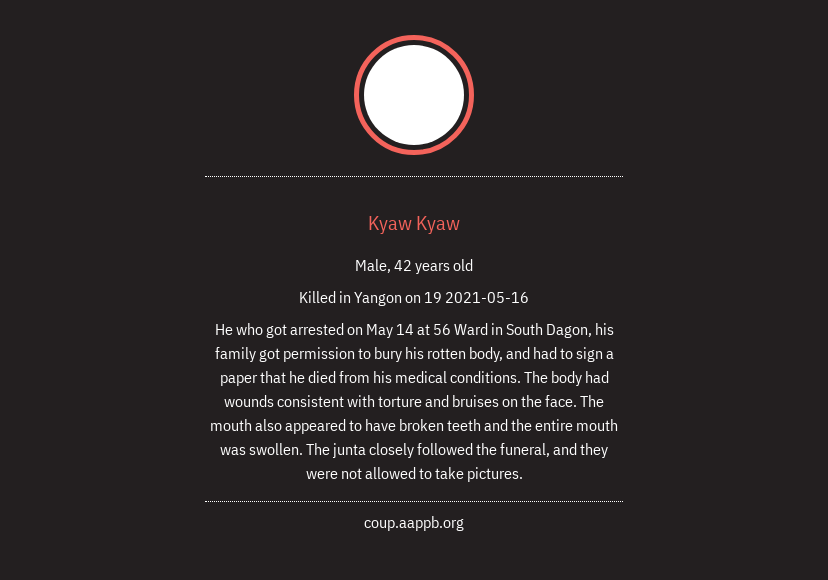 Kyaw Kyaw
Male, 42 years old
Killed in Yangon on 19 2021-05-16
He who got arrested on May 14 at 56 Ward in South Dagon, his
family got permission to bury his rotten body, and had to sign a
paper that he died from his medical conditions. The body had
wounds consistent with torture and bruises on the face. The
mouth also appeared to have broken teeth and the entire mouth
was swollen. The junta closely followed the funeral, and they
were not allowed to take pictures.
coup.aappb.org